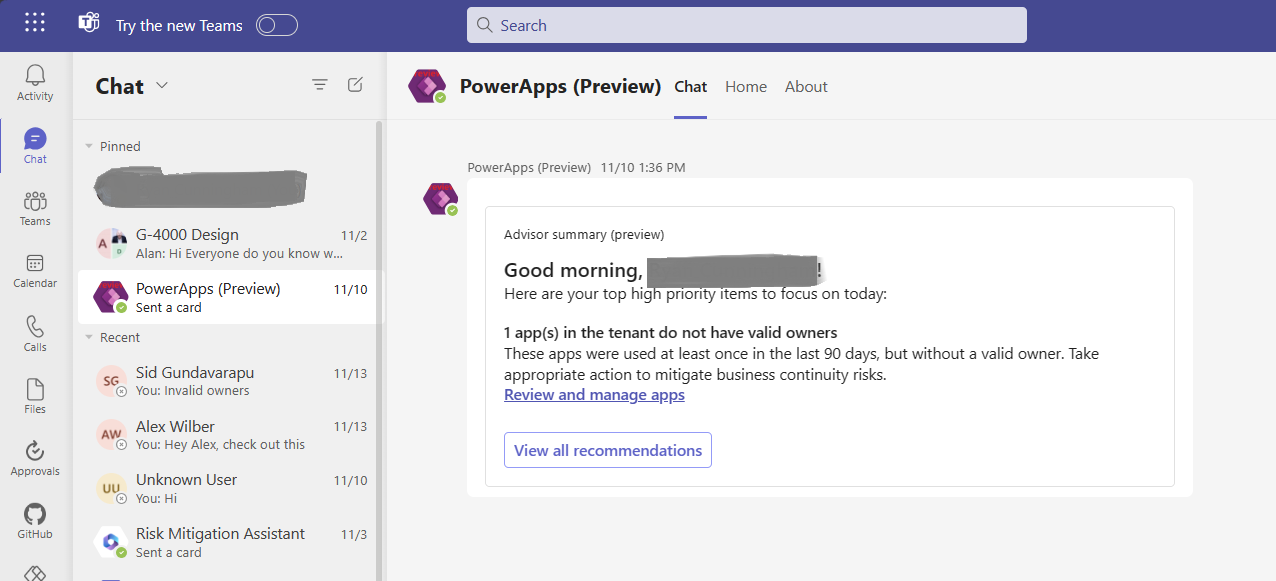 Try the new Teams
Search
Activity
Chat
Teams
Calendar
Calls
Files
Approvals
GitHub
Chat
Pinned
G-4000 Design 11/2
Alan: Hi Everyone do you know w...
PowerApps (Preview) 11/10
Sent a card
Recent
SG
Sid Gundavarapu 11/13
You: Invalid owners
AW
Alex Wilber 11/13
You: Hey Alex, check out this
UU
Unknown User 11/10
You: Hi
Risk Mitigation Assistant 11/3
Sent a card
PowerApps (Preview) Chat Home About
PowerApps (Preview) 11/10 1:36 PM
Advisor summary (preview)
Good morning, !
Here are your top high priority items to focus on today:
1 app(s) in the tenant do not have valid owners
These apps were used at least once in the last 90 days, but without a valid owner. Take
appropriate action to mitigate business continuity risks.
Review and manage apps
View all recommendations